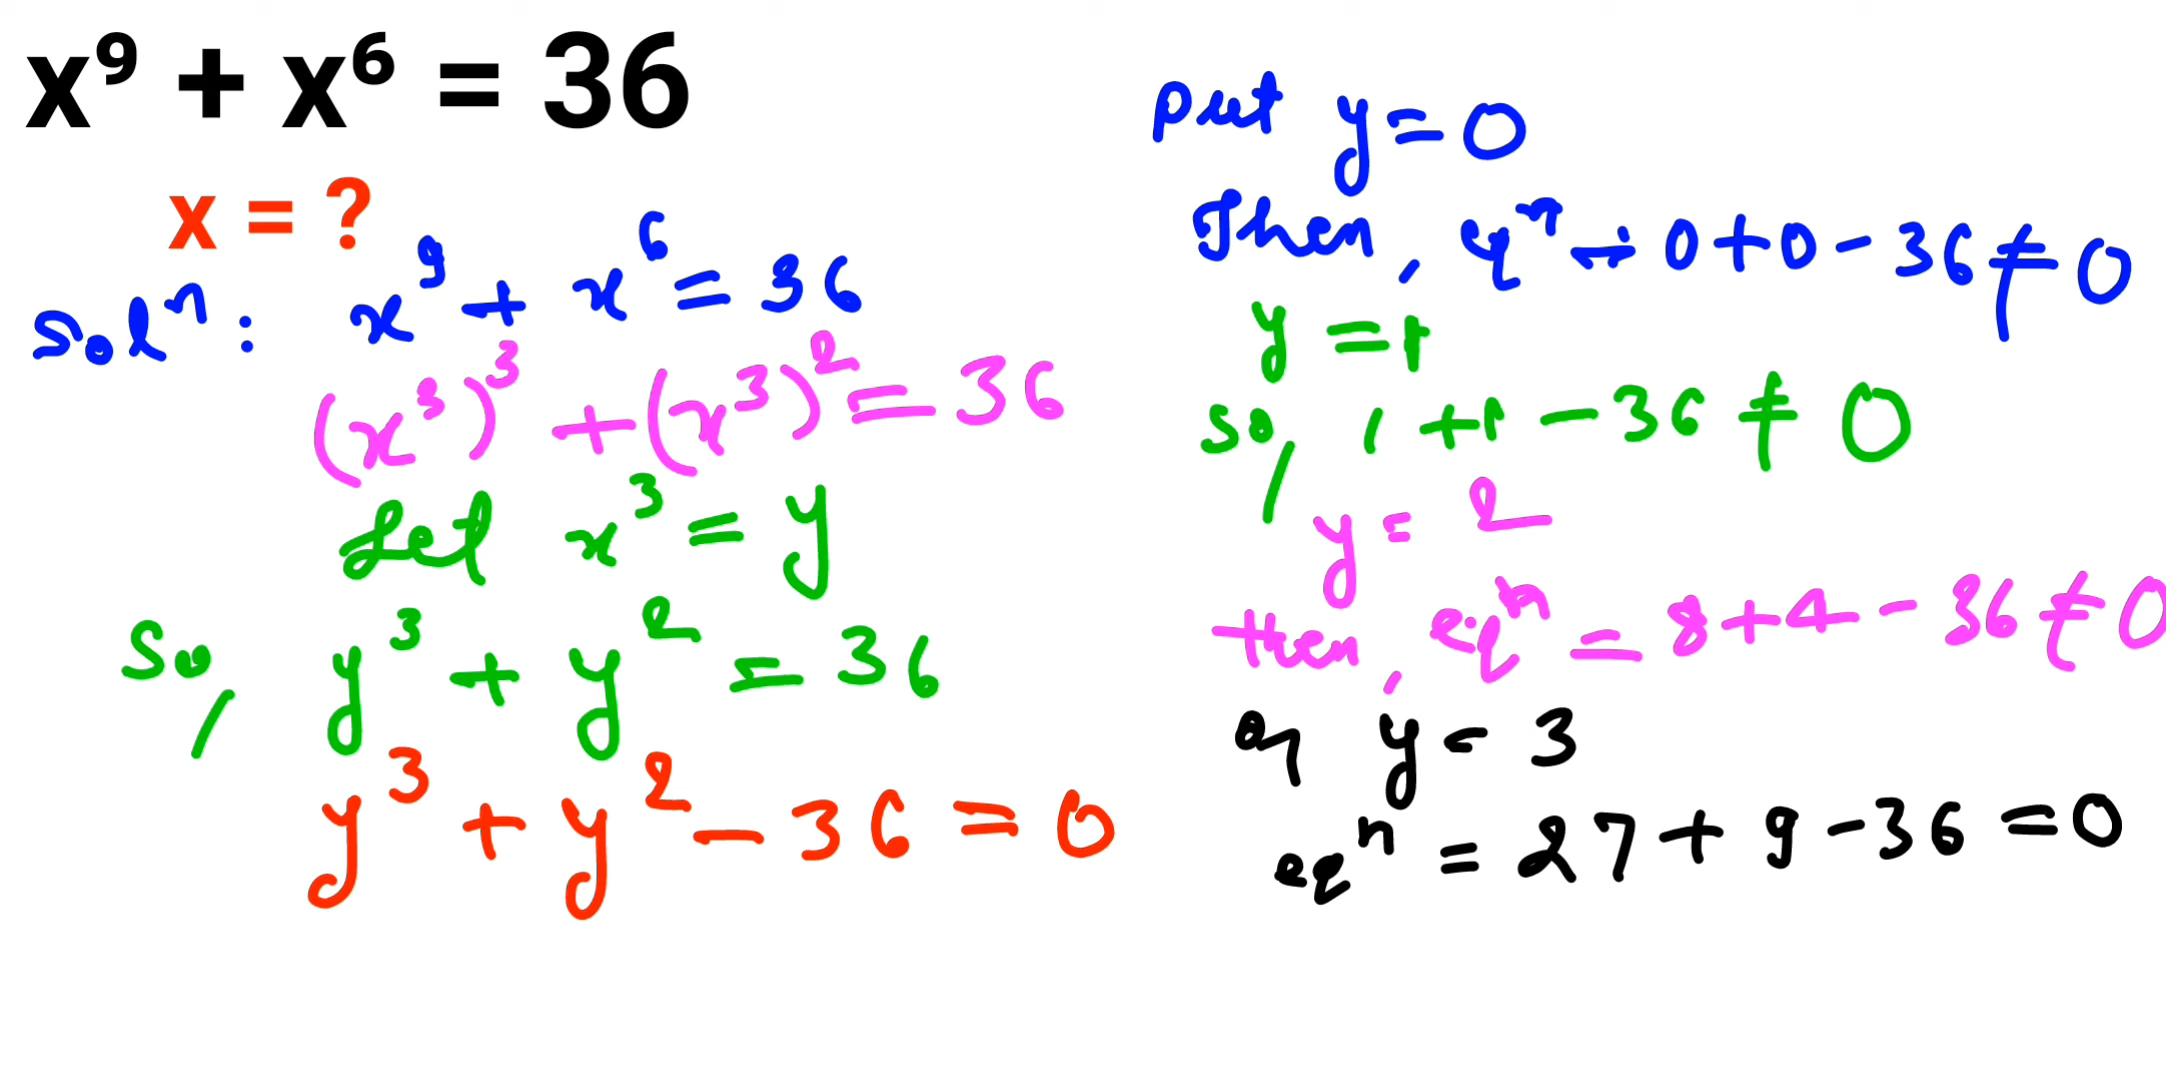 x⁹ + x⁶ = 36
x = ?
Solⁿ: x⁹ + x⁶ = 36
(x³)³ + (x³)² = 36
Let x³ = y
So, y³ + y² = 36
y³ + y² - 36 = 0
put y = 0
Then, eqⁿ ÷ 0 + 0 - 36 ≠ 0
y = 1
So, 1 + 1 - 36 ≠ 0
y = 2
then, eqⁿ = 8 + 4 - 36 ≠ 0
y = 3
eqⁿ = 27 + 9 - 36 = 0